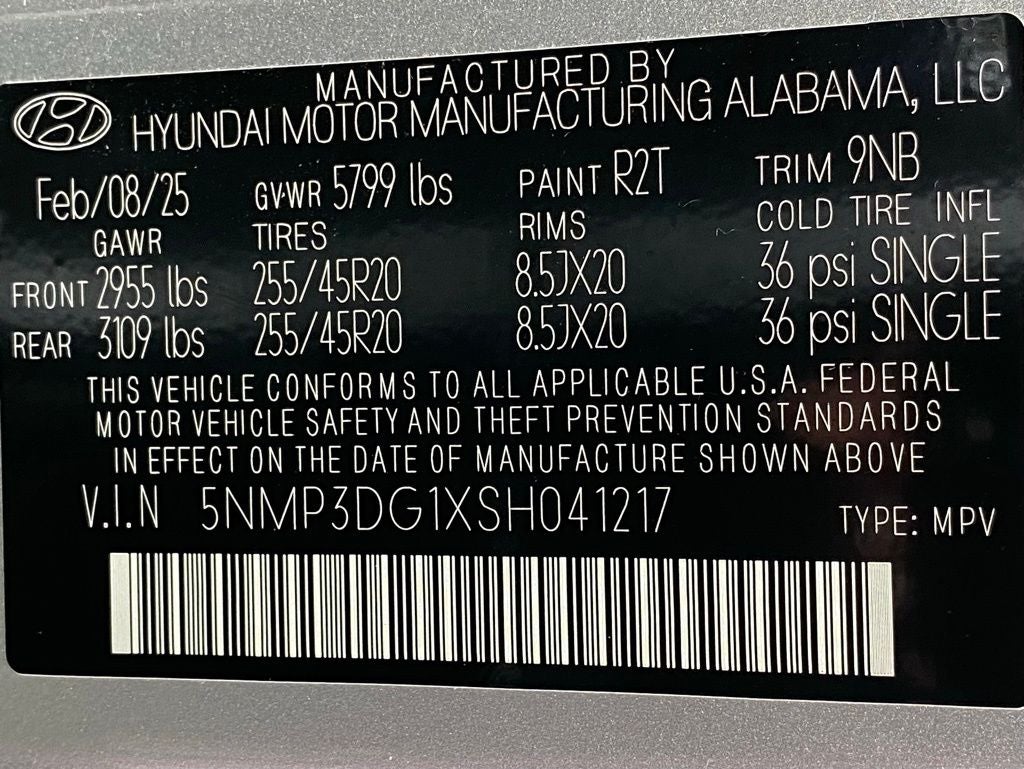 MANUFACTURED BY
HYUNDAI MOTOR MANUFACTURING ALABAMA, LLC
Feb/08/25 GVWR 5799 lbs PAINT R2T TRIM 9NB
GAWR TIRES RIMS COLD TIRE INFL
FRONT 2955 lbs 255/45R20 8.5JX20 36 psi SINGLE
REAR 3109 lbs 255/45R20 8.5JX20 36 psi SINGLE
THIS VEHICLE CONFORMS TO ALL APPLICABLE U.S.A. FEDERAL
MOTOR VEHICLE SAFETY AND THEFT PREVENTION STANDARDS
IN EFFECT ON THE DATE OF MANUFACTURE SHOWN ABOVE
V.I.N 5NMP3DG1XSH041217 TYPE: MPV